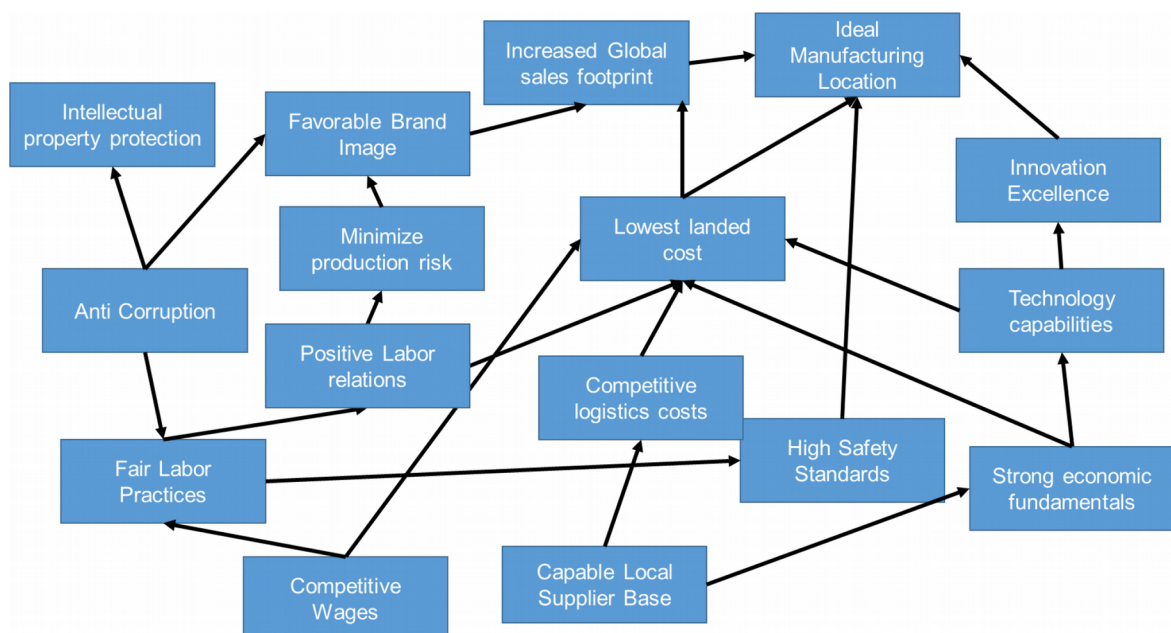 Increased Global
sales footprint
Ideal
Manufacturing
Location
Intellectual
property protection
Favorable Brand
Image
Innovation
Excellence
Minimize
production risk
Lowest landed
cost
Anti Corruption
Technology
capabilities
Positive Labor
relations
Competitive
logistics costs
Fair Labor
Practices
High Safety
Standards
Strong economic
fundamentals
Competitive
Wages
Capable Local
Supplier Base